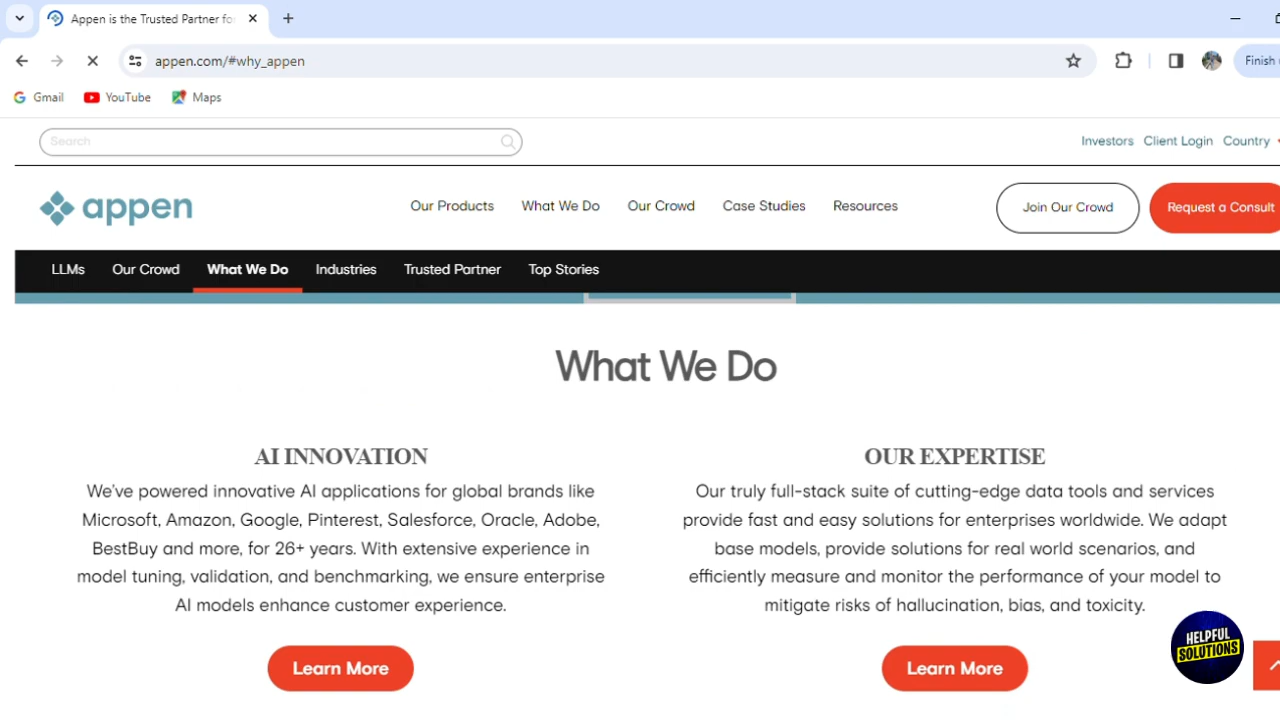 Appen is the Trusted Partner fo
appen.com/#why_appen
Finish
Gmail YouTube Maps
Search
Investors Client Login Country
appen
Our Products What We Do Our Crowd Case Studies Resources
Join Our Crowd
Request a Consult
LLMs Our Crowd What We Do Industries Trusted Partner Top Stories
What We Do
AI INNOVATION
We've powered innovative AI applications for global brands like
Microsoft, Amazon, Google, Pinterest, Salesforce, Oracle, Adobe,
BestBuy and more, for 26+ years. With extensive experience in
model tuning, validation, and benchmarking, we ensure enterprise
AI models enhance customer experience.
Learn More
OUR EXPERTISE
Our truly full-stack suite of cutting-edge data tools and services
provide fast and easy solutions for enterprises worldwide. We adapt
base models, provide solutions for real world scenarios, and
efficiently measure and monitor the performance of your model to
mitigate risks of hallucination, bias, and toxicity.
Learn More
HELPFUL
SOLUTIONS